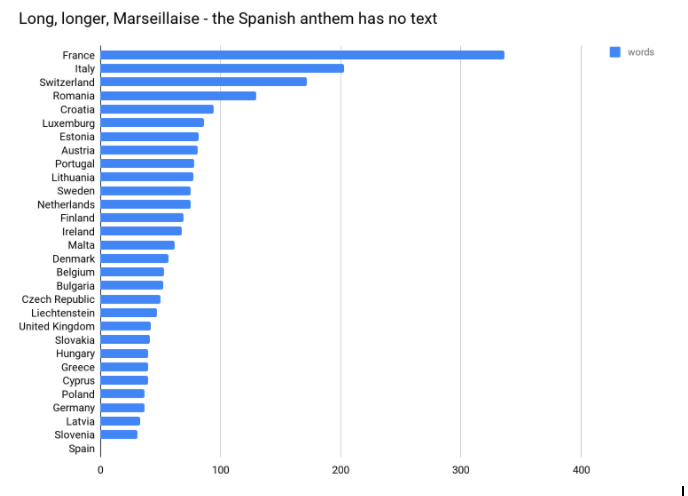 Long, longer, Marseillaise - the Spanish anthem has no text
words
France
Italy
Switzerland
Romania
Croatia
Luxemburg
Estonia
Austria
Portugal
Lithuania
Sweden
Netherlands
Finland
Ireland
Malta
Denmark
Belgium
Bulgaria
Czech Republic
Liechtenstein
United Kingdom
Slovakia
Hungary
Greece
Cyprus
Poland
Germany
Latvia
Slovenia
Spain
0 100 200 300 400